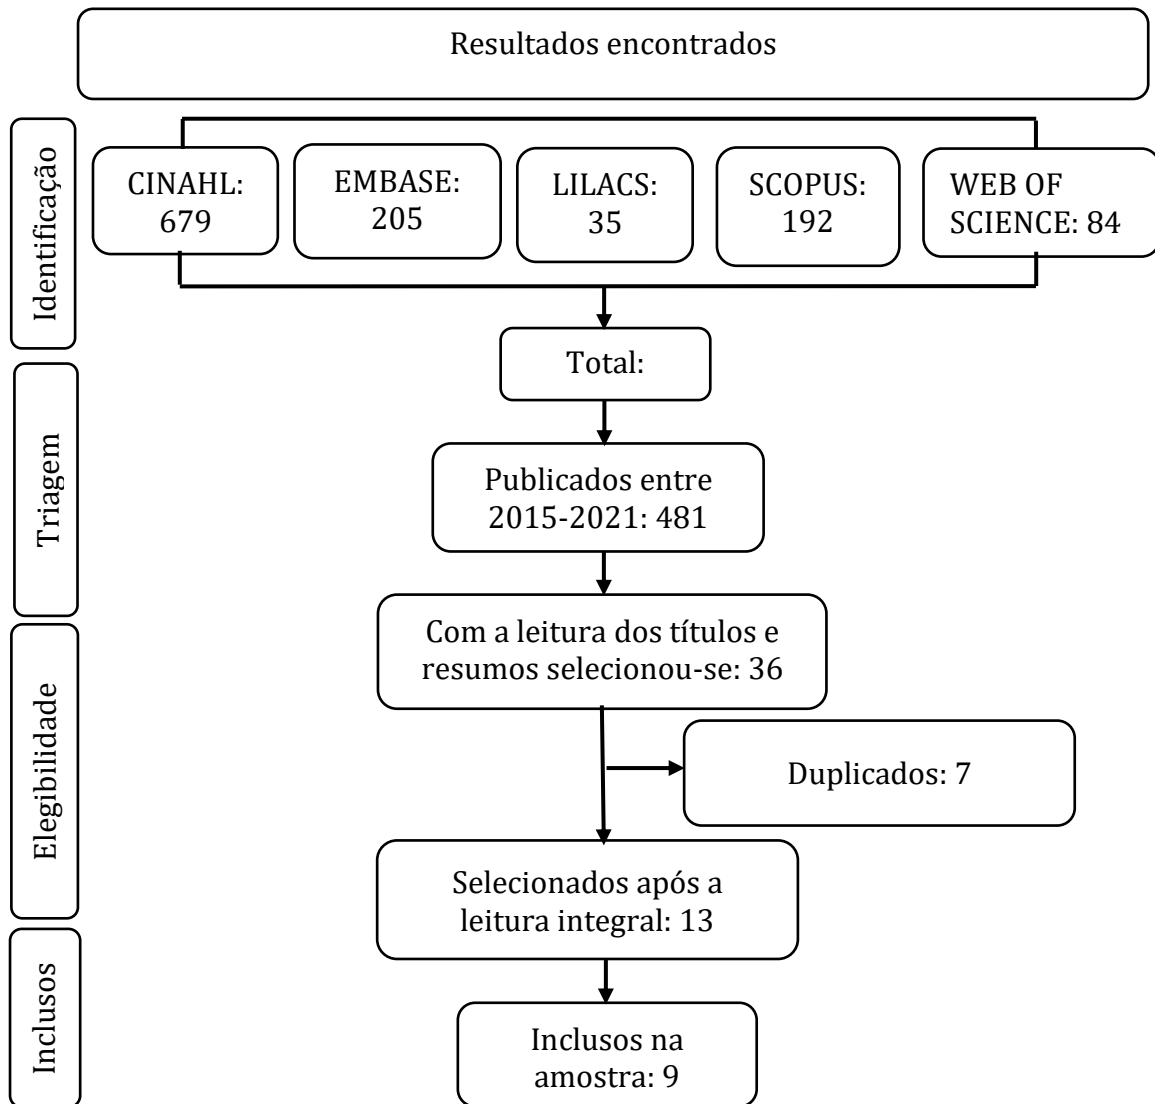 Resultados encontrados
Identificação
CINAHL:
679
EMBASE:
205
LILACS:
35
SCOPUS:
192
WEB OF
SCIENCE: 84
Total:
Triagem
Publicados entre
2015-2021: 481
Com a leitura dos títulos e
resumos selecionou-se: 36
Elegibilidade
Duplicados: 7
Selecionados após a
leitura integral: 13
Inclusos
Inclusos na
amostra: 9